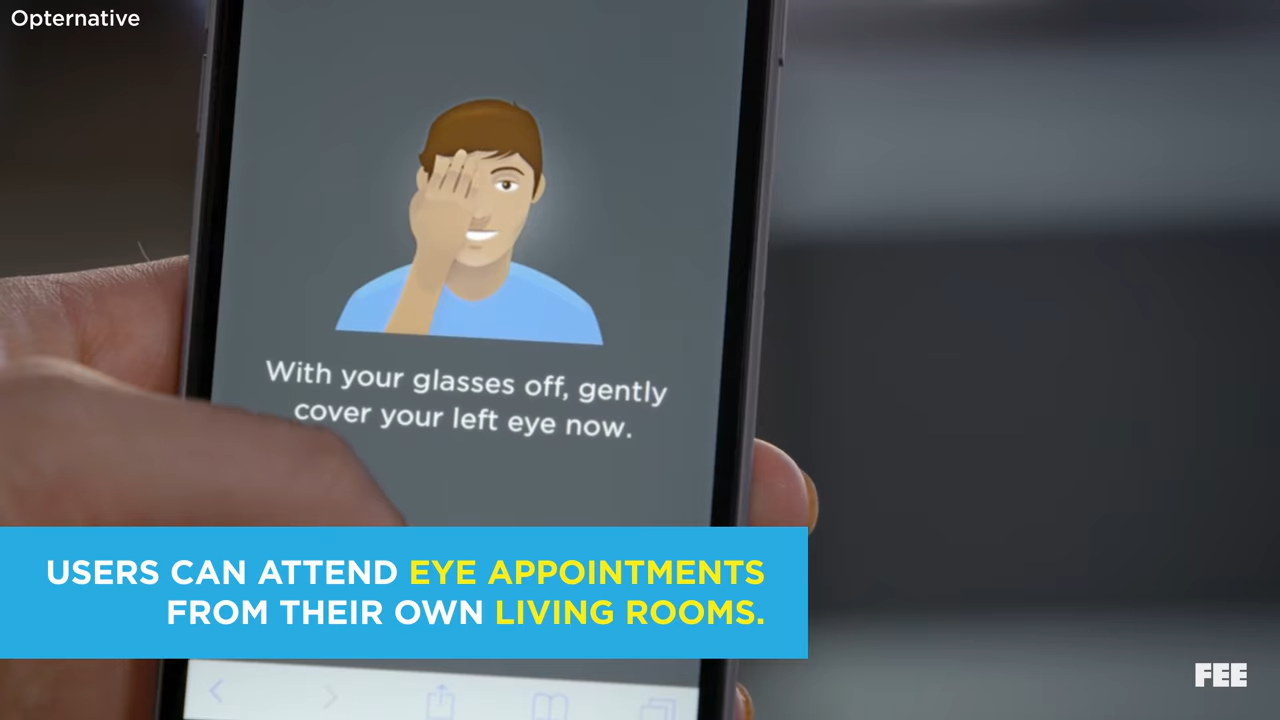 Opternative
With your glasses off, gently
cover your left eye now.
USERS CAN ATTEND EYE APPOINTMENTS
FROM THEIR OWN LIVING ROOMS.
FEE